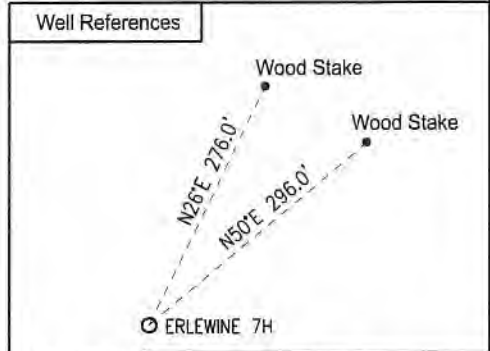 Well References
Wood Stake
Wood Stake
N26°E 276.0'
N50°E 296.0'
ERLEWINE 7H